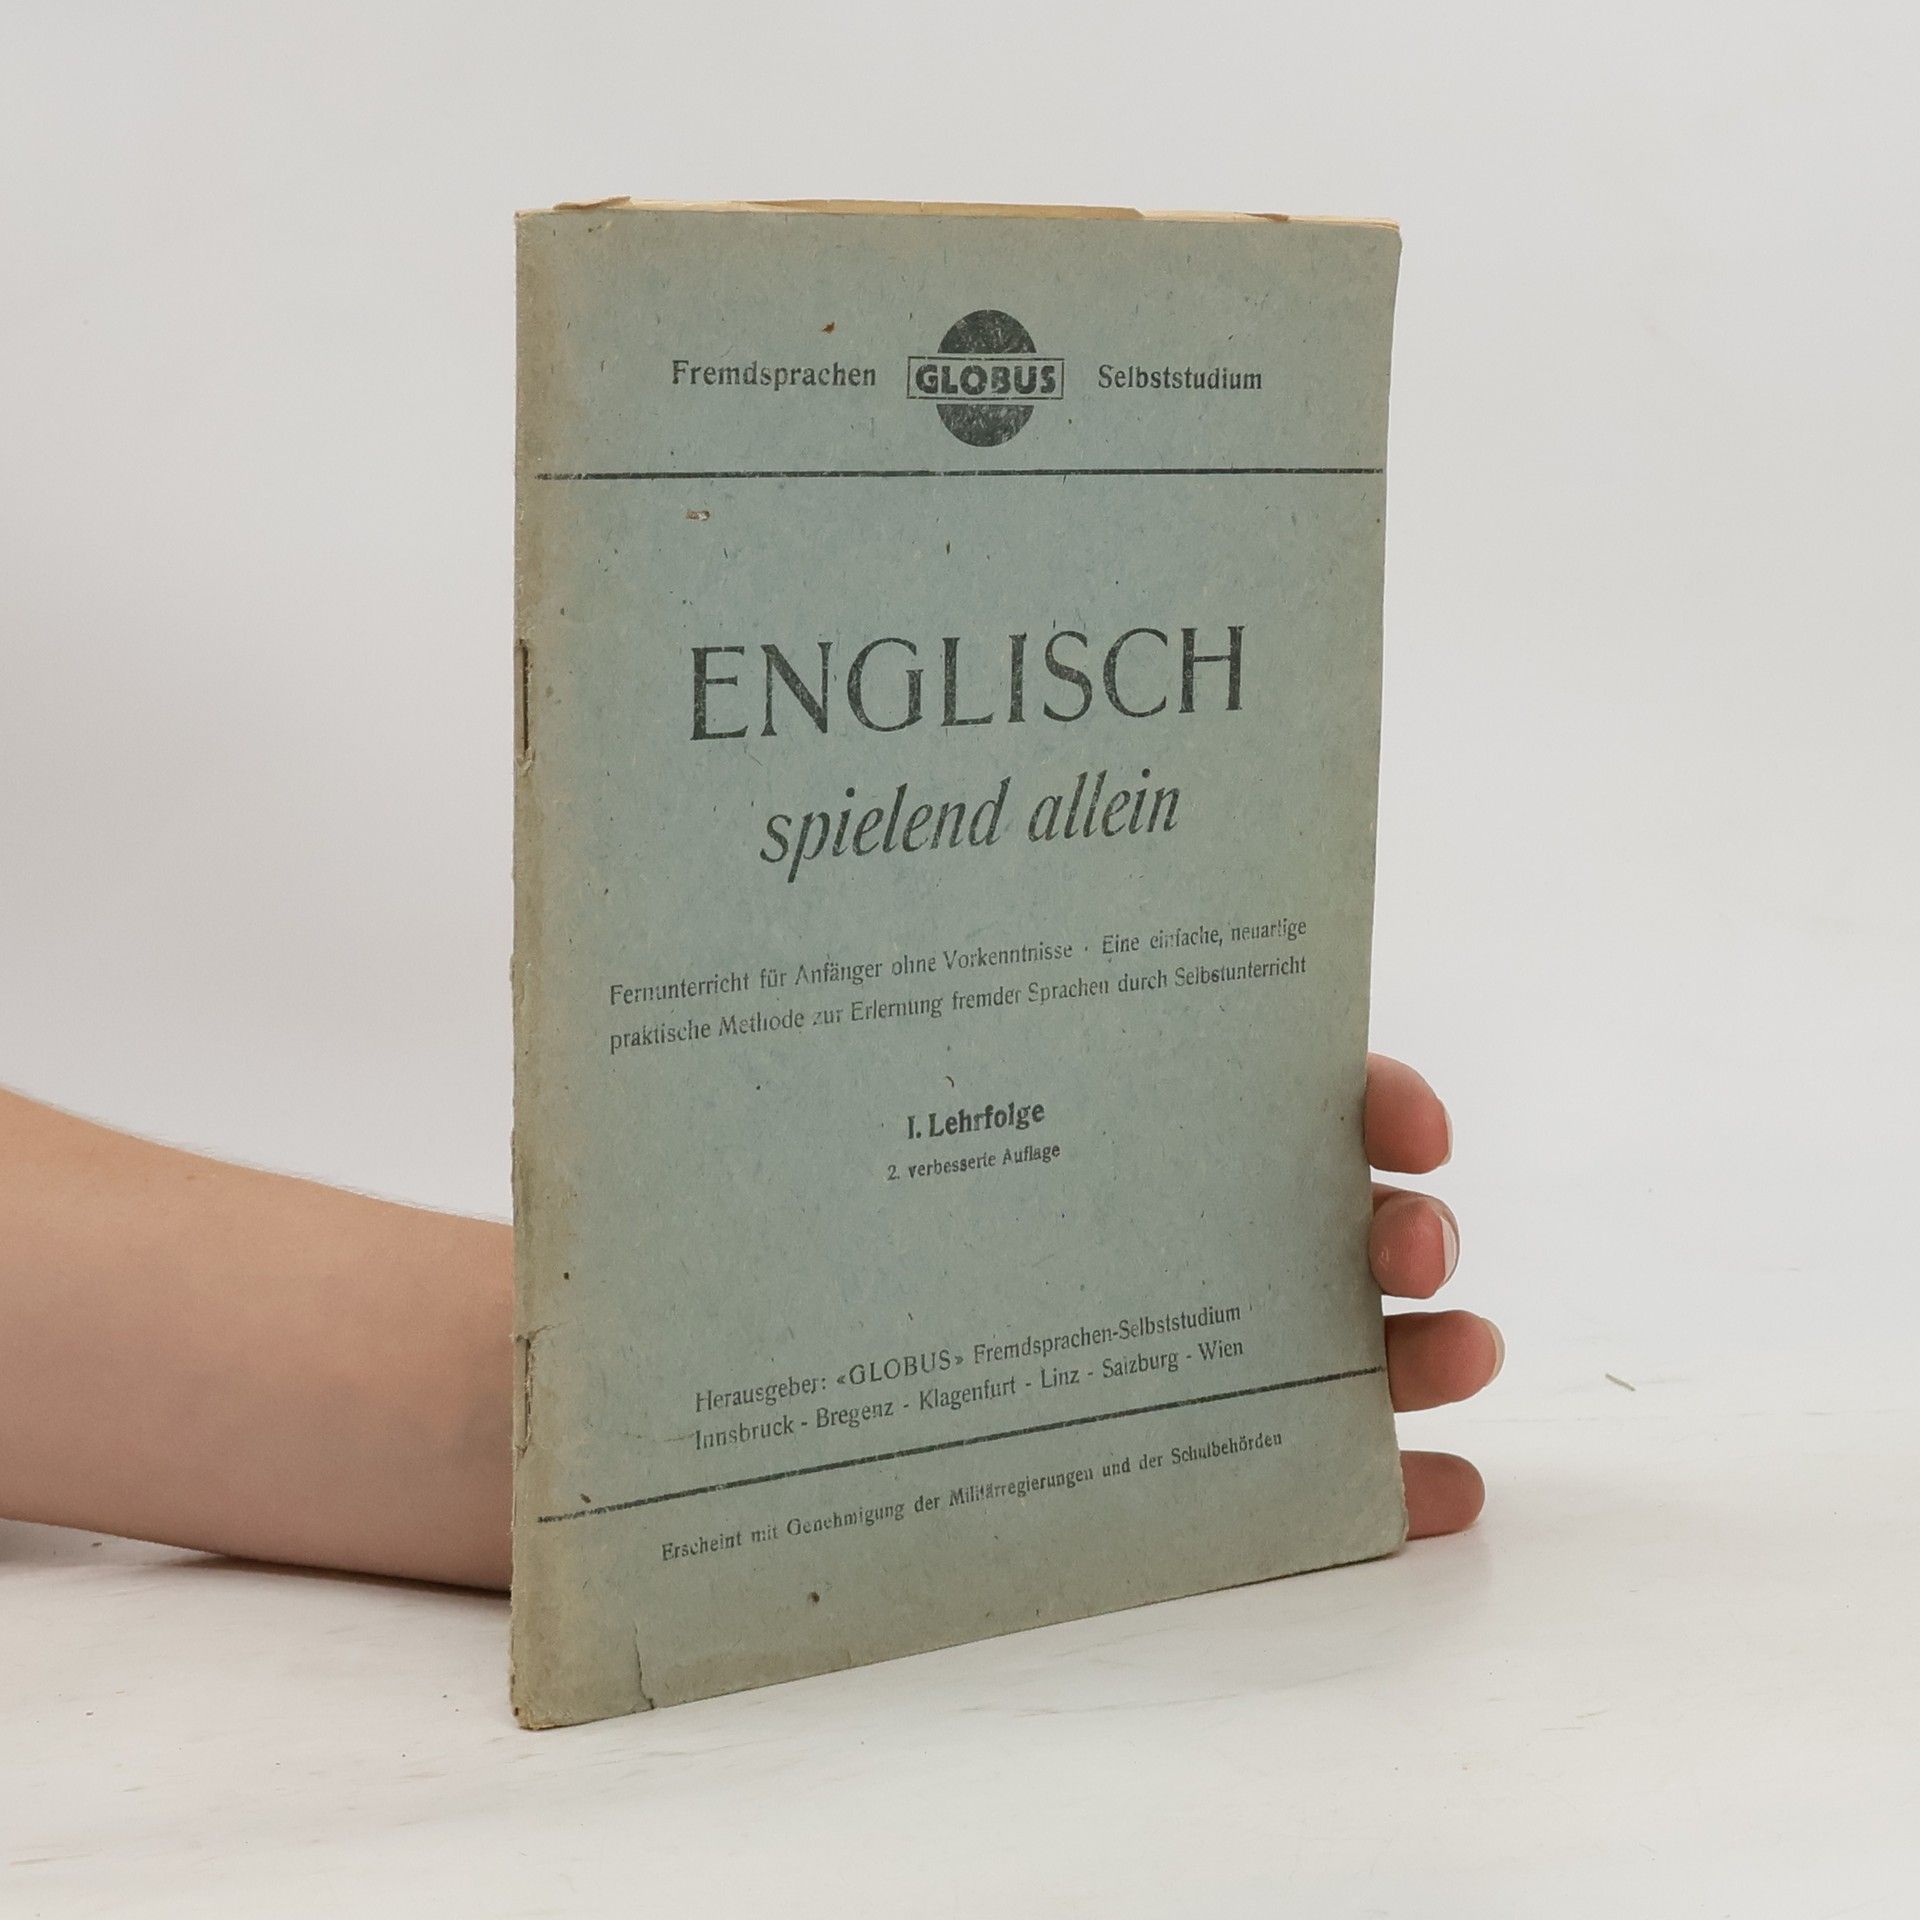 Fremdsprachen GLOBUS Selbststudium
ENGLISCH
spielend allein
Fernunterricht für Anfänger ohne Vorkenntnisse · Eine einfache, neuartige
praktische Methode zur Erlernung fremder Sprachen durch Selbstunterricht
I. Lehrfolge
2. verbesserte Auflage
Herausgeber: «GLOBUS» Fremdsprachen-Selbststudium
Innsbruck - Bregenz - Klagenfurt - Linz - Salzburg - Wien
Erscheint mit Genehmigung der Militärregierungen und der Schulbehörden